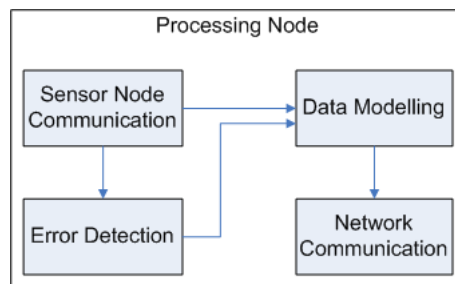 Processing Node
Sensor Node
Communication
Data Modelling
Error Detection
Network
Communication